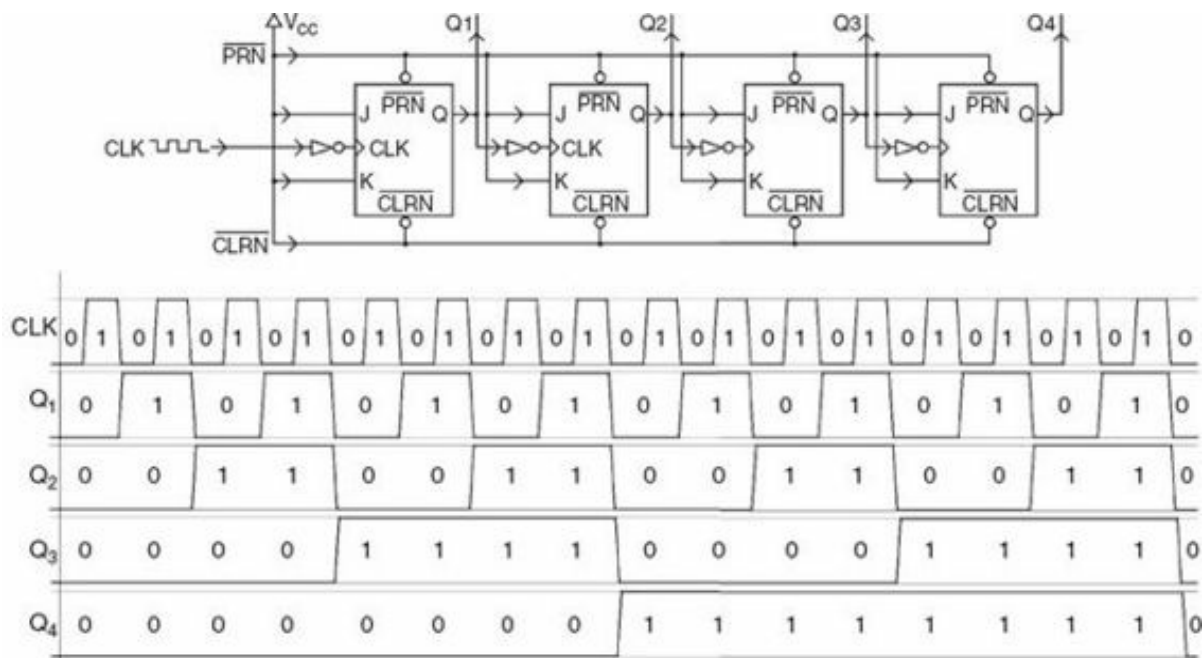 VCC Q1 Q2 Q3 Q4
PRN
J PRN Q J PRN Q J PRN Q J PRN Q
CLK CLK CLK
K K K K
CLRN CLRN CLRN CLRN
CLRN
CLK 0 1 0 1 0 1 0 1 0 1 0 1 0 1 0 1 0 1 0 1 0 1 0 1 0 1 0 1 0 1 0 1 0
Q1 0 1 0 1 0 1 0 1 0 1 0 1 0 1 0 1 0
Q2 0 0 1 1 0 0 1 1 0 0 1 1 0 0 1 1 0
Q3 0 0 0 0 1 1 1 1 0 0 0 0 1 1 1 1 0
Q4 0 0 0 0 0 0 0 0 1 1 1 1 1 1 1 1 0